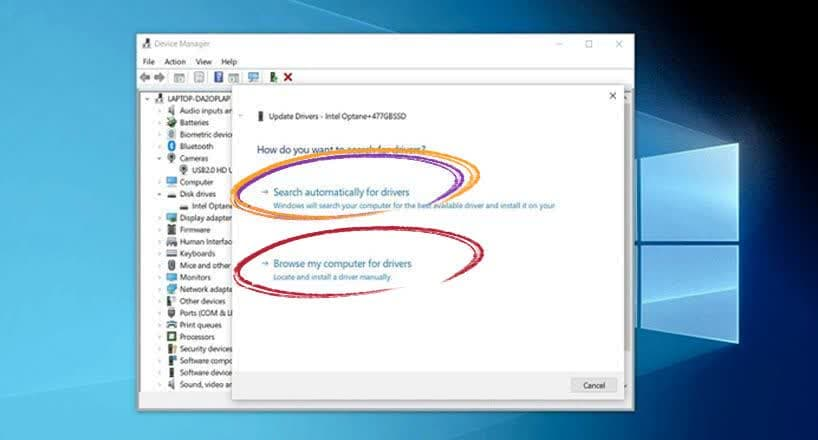 Device Manager
File Action View Help
LAPTOP-DA2OPLAP
Audio inputs an
Batteries
Biometric device
Bluetooth
Cameras
USB2.0 HD U
Computer
Disk drives
Intel Optane
Display adapter
Firmware
Human Interfac
Keyboards
Mice and other
Monitors
Network adapte
Other devices
Ports (COM & L
Print queues
Processors
Security devices
Software compo
Software device
Sound, video an
Update Drivers - Intel Optane+477GBSSD
How do you want to search for drivers?
Search automatically for drivers
Windows will search your computer for the best available driver and install it on your
Browse my computer for drivers
Locate and install a driver manually.
Cancel